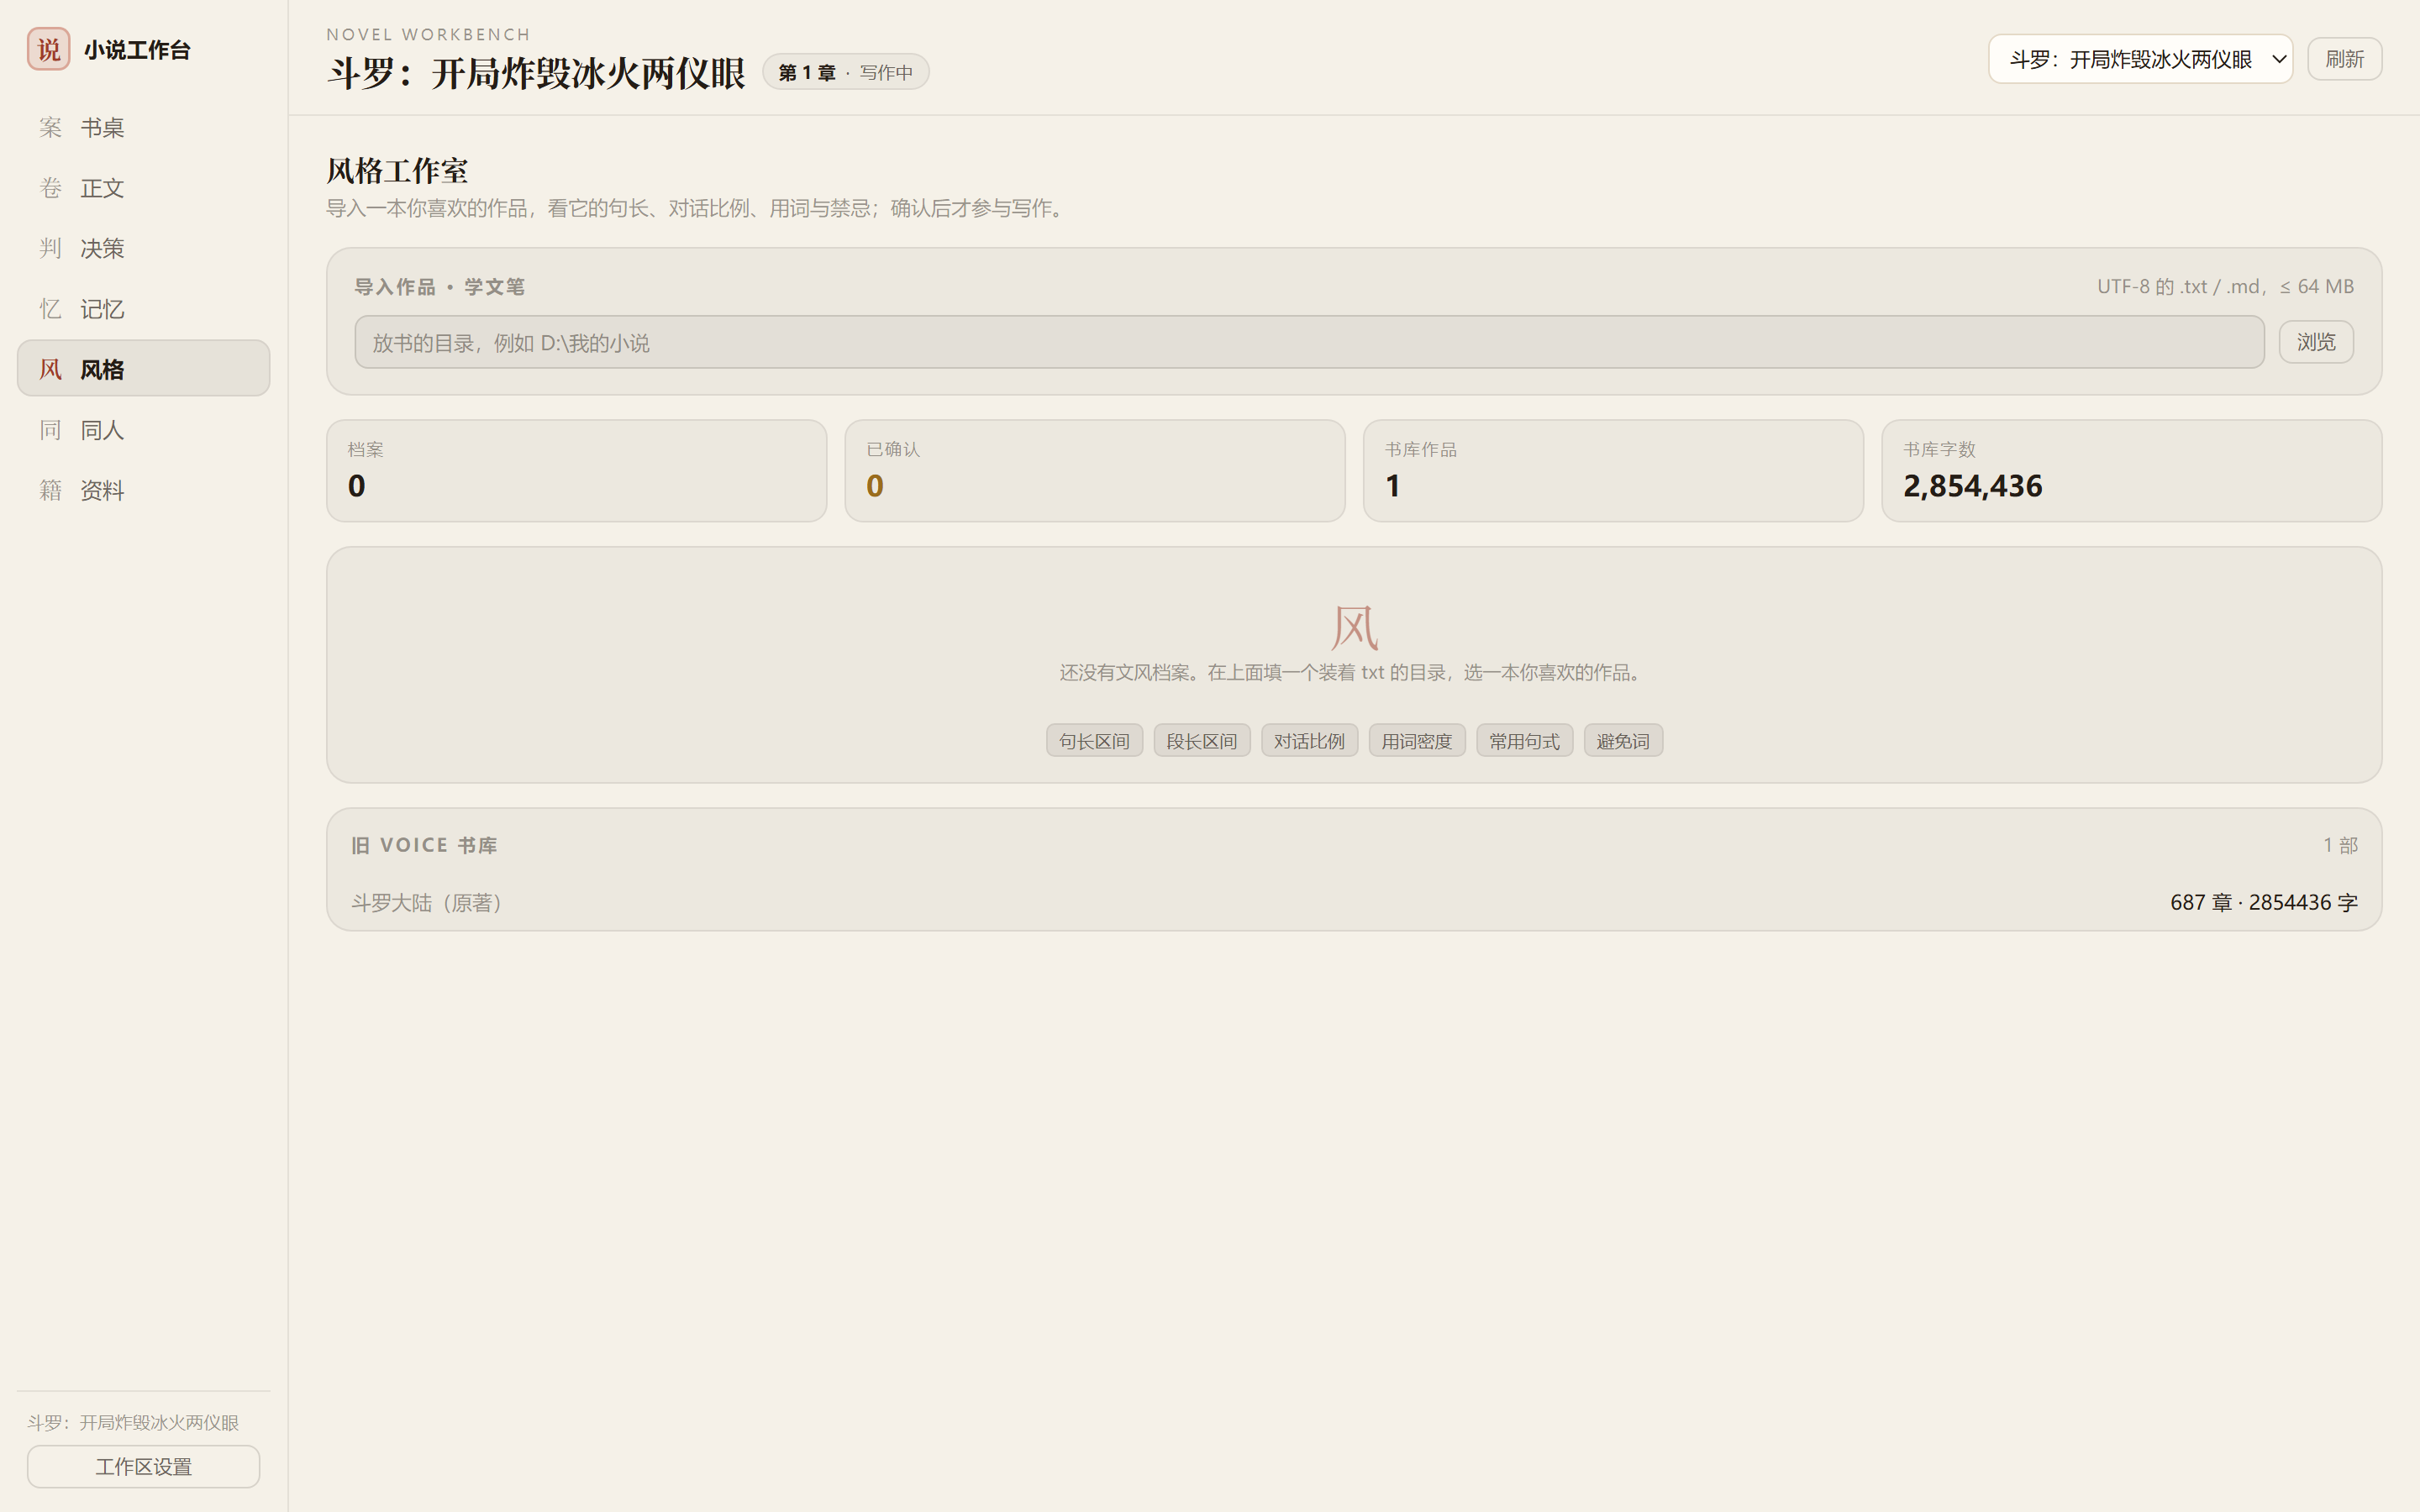 说 小说工作台
案 书桌
卷 正文
判 决策
忆 记忆
风 风格
同 同人
籍 资料
斗罗：开局炸毁冰火两仪眼
工作区设置
NOVEL WORKBENCH
斗罗：开局炸毁冰火两仪眼 第 1 章 · 写作中
斗罗：开局炸毁冰火两仪眼 刷新
风格工作室
导入一本你喜欢的作品，看它的句长、对话比例、用词与禁忌；确认后才参与写作。
导入作品 · 学文笔 UTF-8 的 .txt / .md，≤ 64 MB
放书的目录，例如 D:\我的小说 浏览
档案
0
已确认
0
书库作品
1
书库字数
2,854,436
风
还没有文风档案。在上面填一个装着 txt 的目录，选一本你喜欢的作品。
句长区间 段长区间 对话比例 用词密度 常用句式 避免词
旧 VOICE 书库 1 部
斗罗大陆（原著） 687 章 · 2854436 字